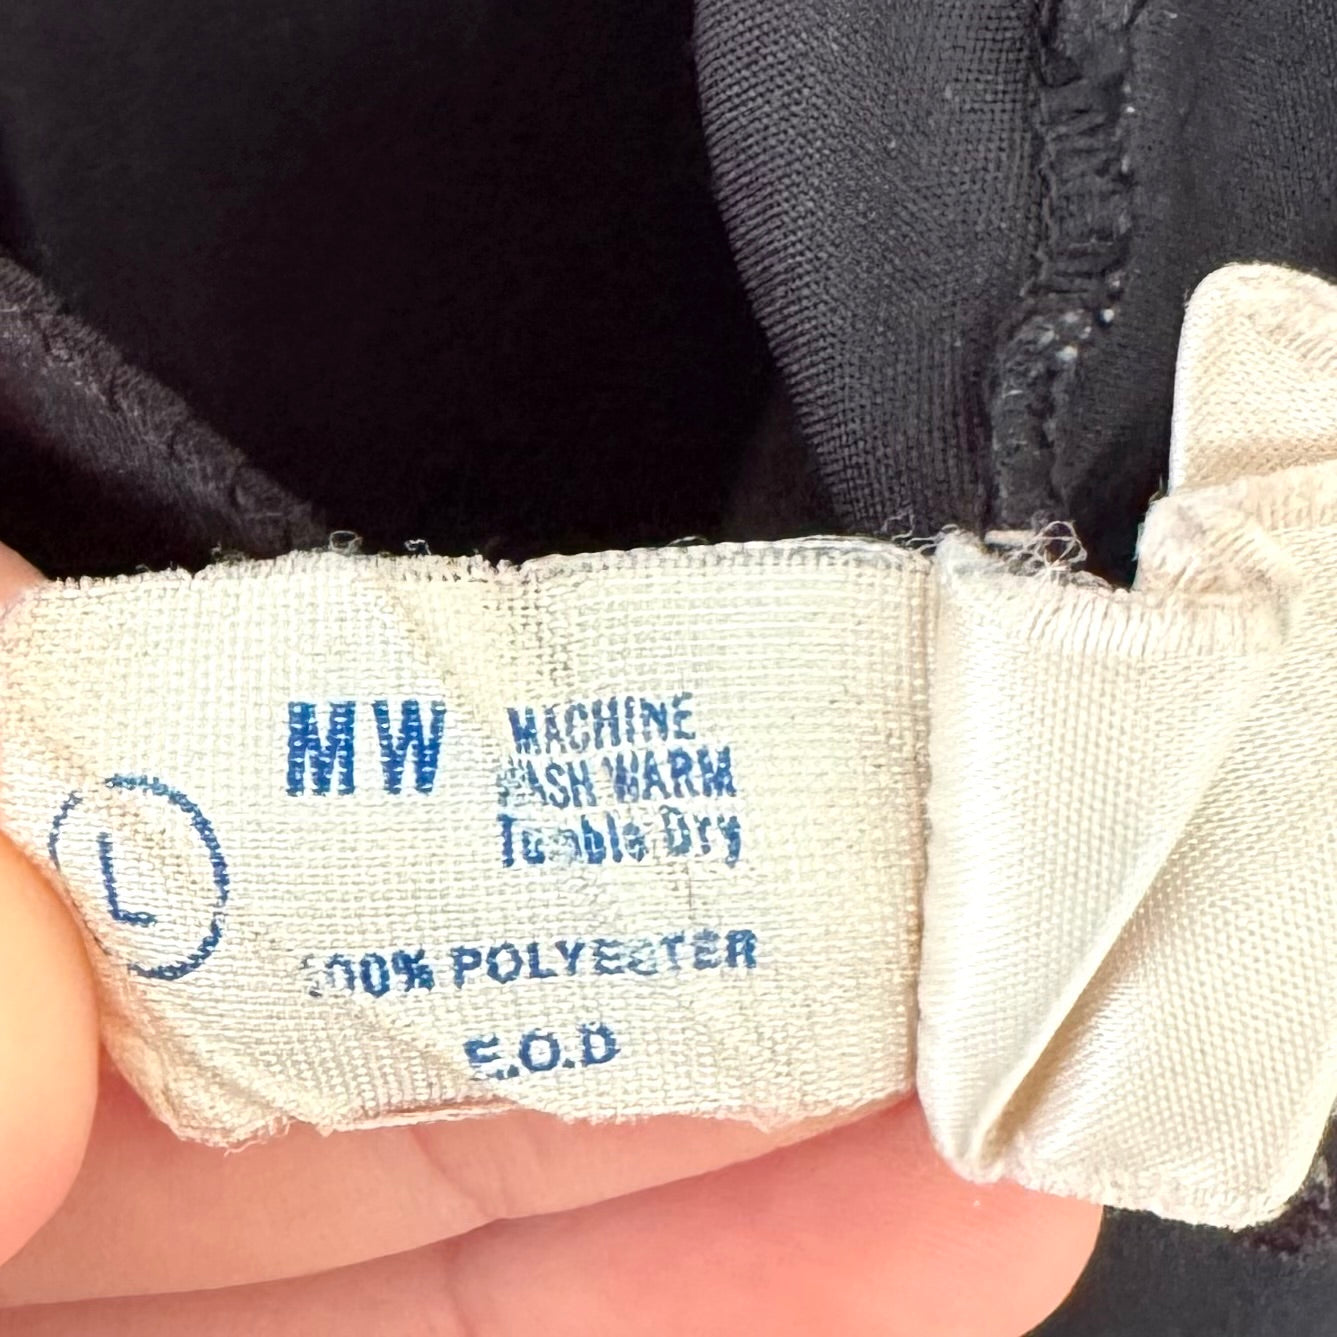 MW
MACHINE
WASH WARM
Tumble Dry
L
100% POLYESTER
E.O.D